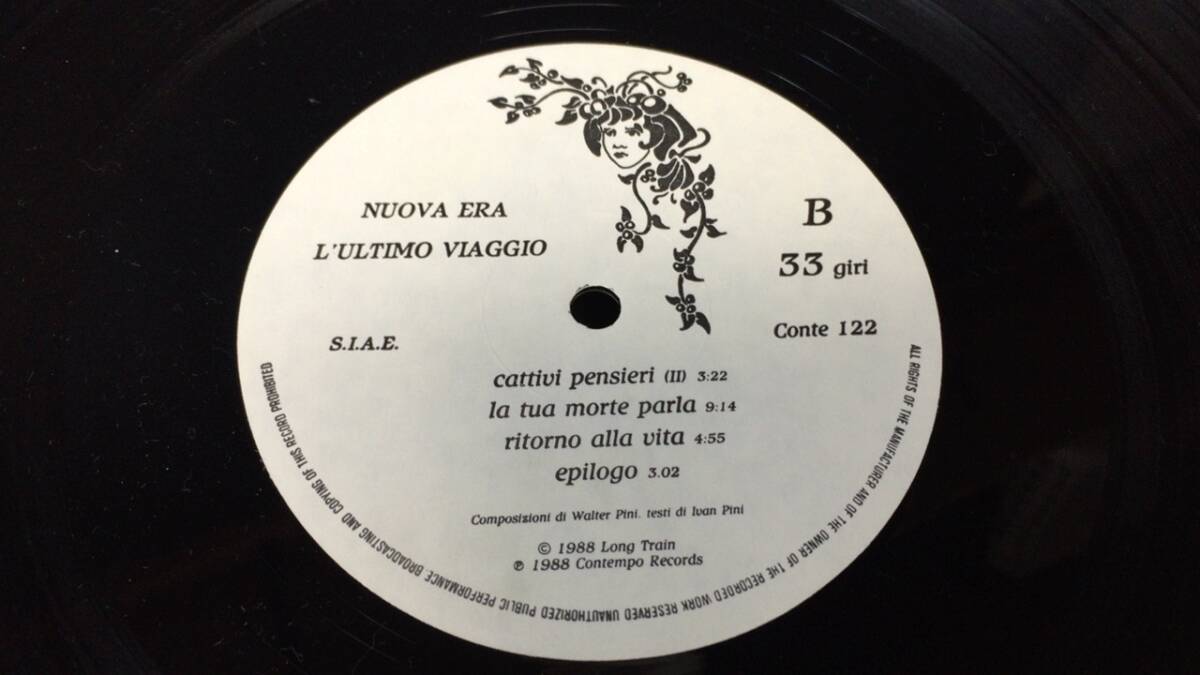 NUOVA ERA
L'ULTIMO VIAGGIO
B
33 giri
S.I.A.E.
Conte 122
cattivi pensieri (II) 3:22
la tua morte parla 9:14
ritorno alla vita 4:55
epilogo 3.02
Composizioni di Walter Pini. testi di Ivan Pini
© 1988 Long Train
℗ 1988 Contempo Records
ALL RIGHTS OF THE MANUFACTURER AND OF THE OWNER OF THE RECORDED WORK RESERVED UNAUTHORIZED PUBLIC PERFORMANCE. BROADCASTING AND COPYING OF THIS RECORD PROHIBITED